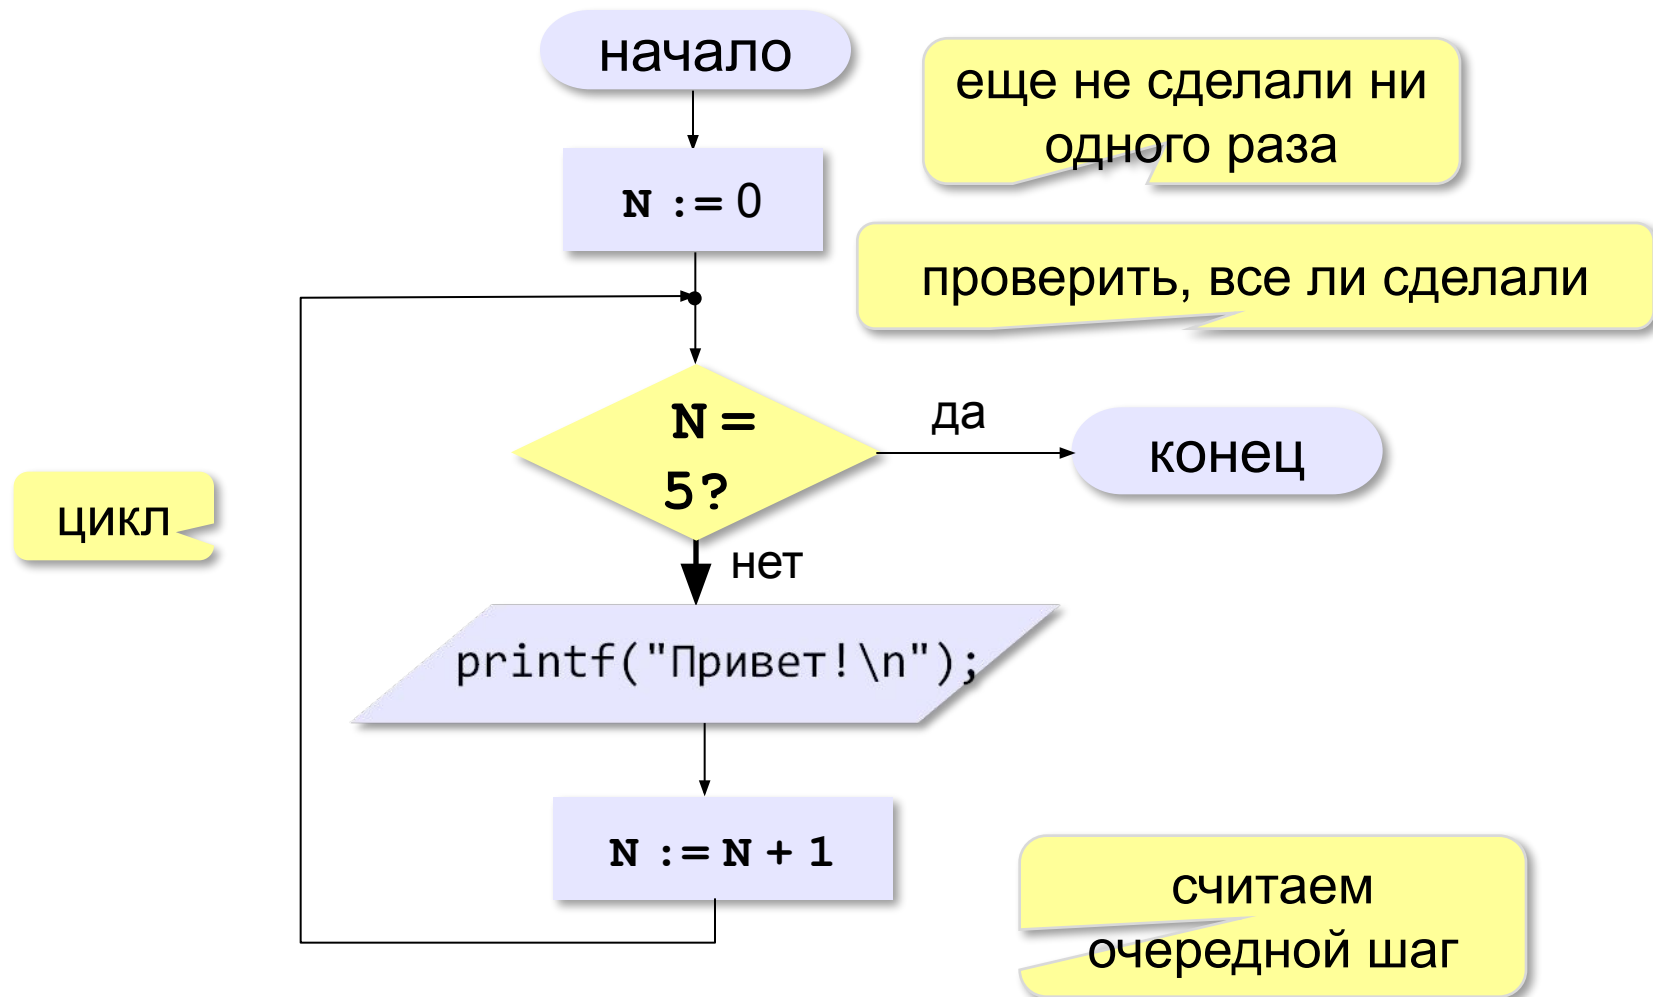 начало
еще не сделали ни
одного раза
N := 0
проверить, все ли сделали
N =
5?
да
конец
цикл
нет
printf("Привет!\n");
N := N + 1
считаем
очередной шаг